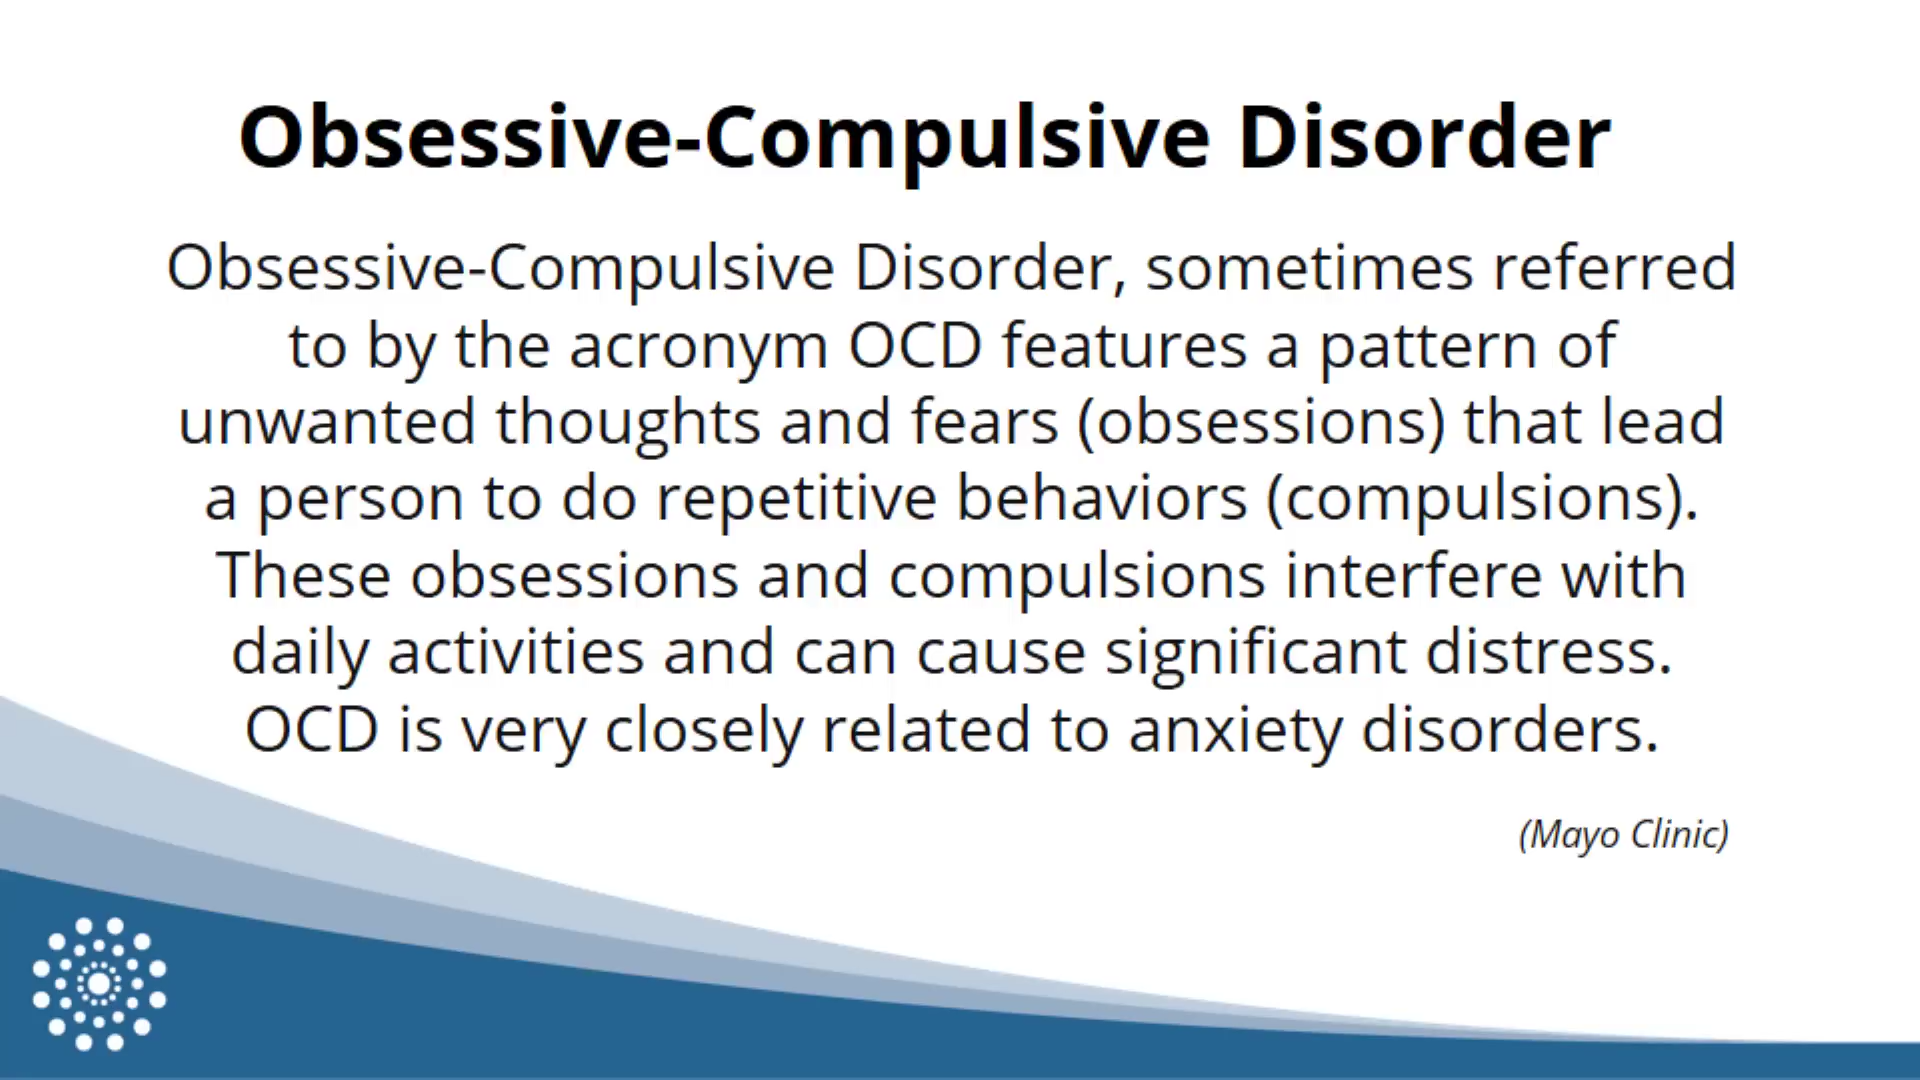 Obsessive-Compulsive Disorder
Obsessive-Compulsive Disorder, sometimes referred
to by the acronym OCD features a pattern of
unwanted thoughts and fears (obsessions) that lead
a person to do repetitive behaviors (compulsions).
These obsessions and compulsions interfere with
daily activities and can cause significant distress.
OCD is very closely related to anxiety disorders.
(Mayo Clinic)